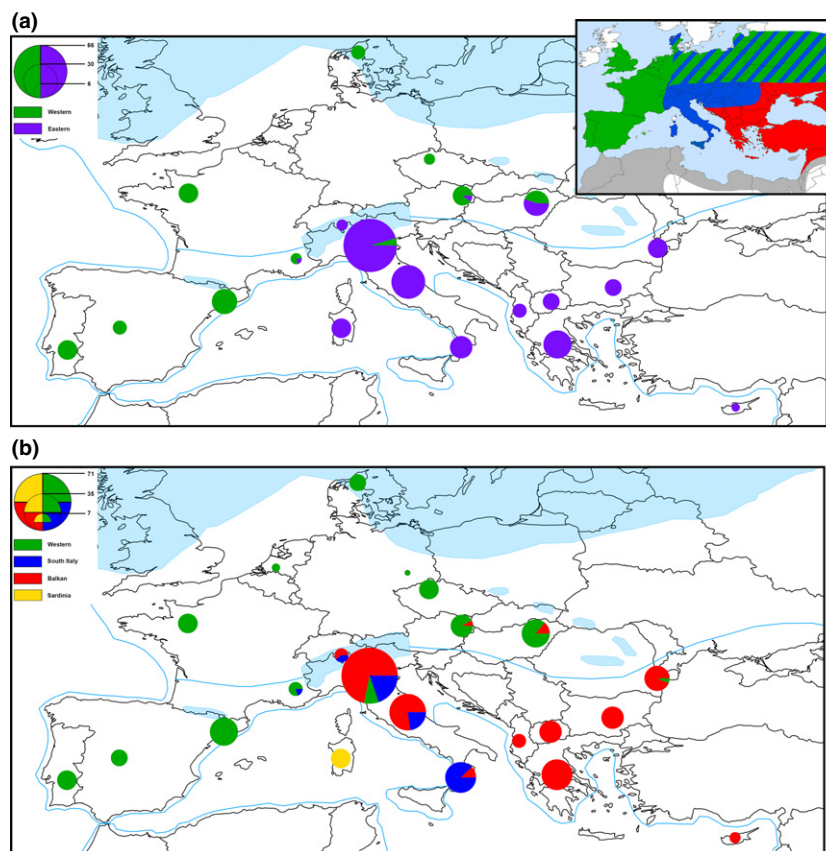 (a)
66
30
6
Western
Eastern
(b)
71
35
7
Western
South Italy
Balkan
Sardinia